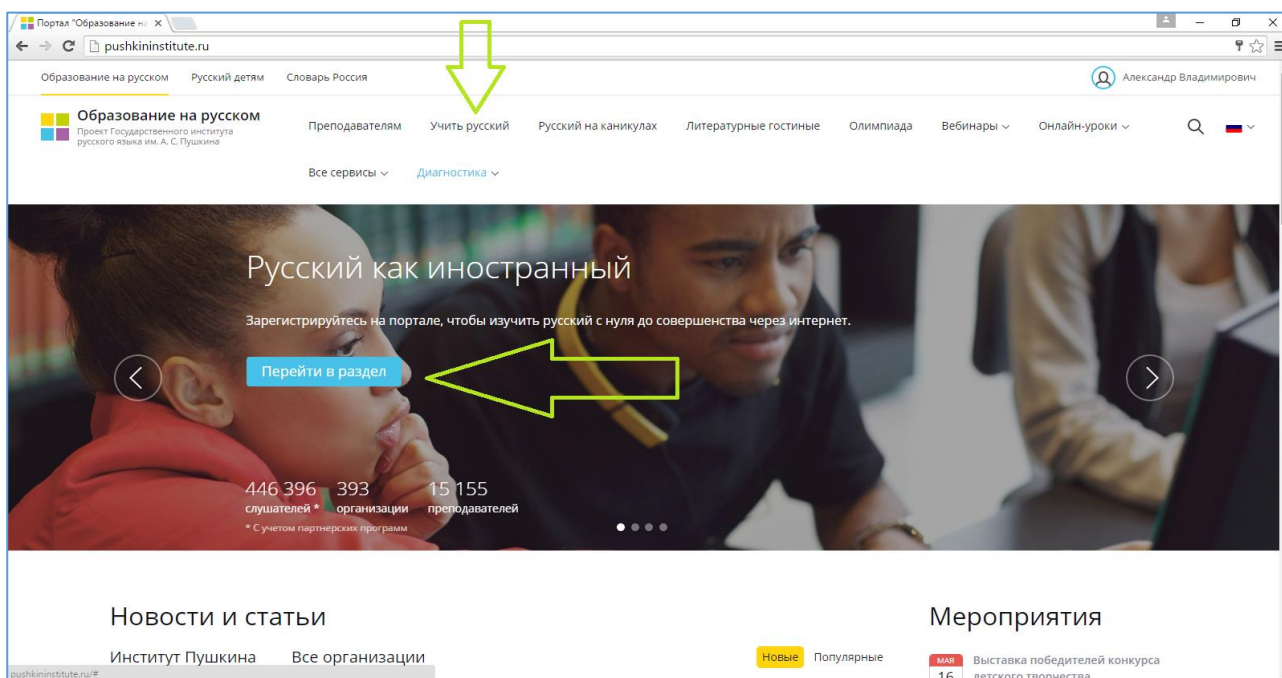 Портал "Образование на
pushkininstitute.ru
Образование на русском Русский детям Словарь Россия Александр Владимирович
Образование на русском
Проект Государственного института
русского языка им. А. С. Пушкина
Преподавателям Учить русский Русский на каникулах Литературные гостиные Олимпиада Вебинары Онлайн-уроки
Все сервисы Диагностика
Русский как иностранный
Зарегистрируйтесь на портале, чтобы изучить русский с нуля до совершенства через интернет.
Перейти в раздел
446 396 393 15 155
слушателей * организации преподавателей
* С учетом партнерских программ
Новости и статьи Мероприятия
Институт Пушкина Все организации Новые Популярные
МАЯ Выставка победителей конкурса
16 детского творчества
pushkininstitute.ru/#